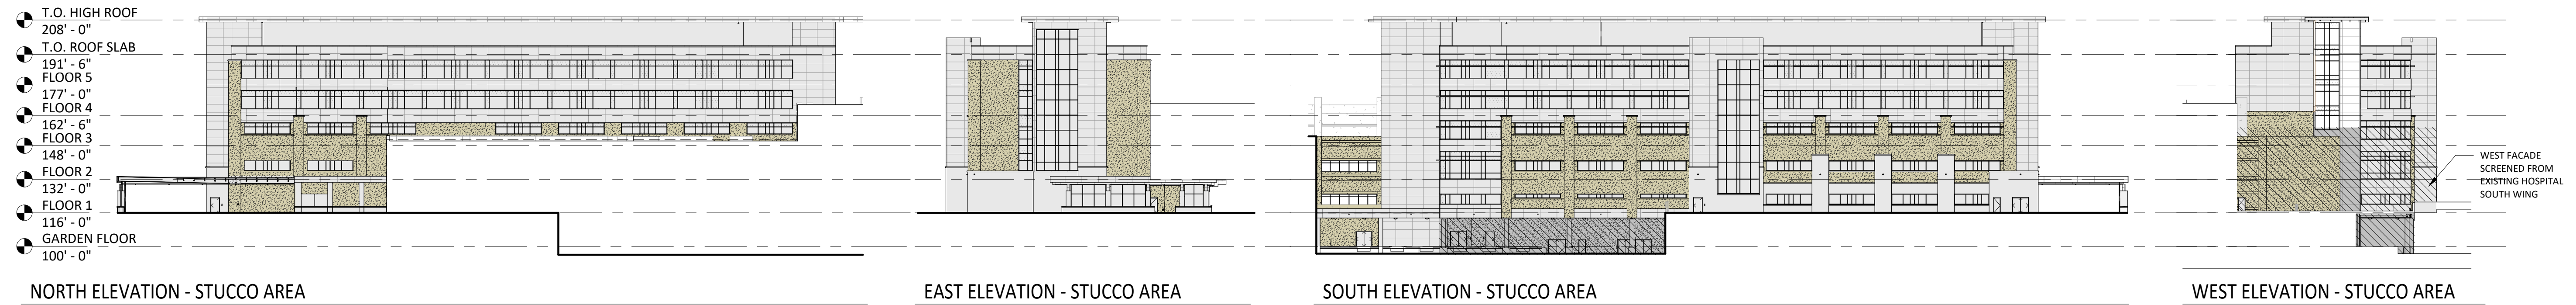 T.O. HIGH ROOF
208' - 0"
T.O. ROOF SLAB
191' - 6"
FLOOR 5
177' - 0"
FLOOR 4
162' - 6"
FLOOR 3
148' - 0"
FLOOR 2
132' - 0"
FLOOR 1
116' - 0"
GARDEN FLOOR
100' - 0"
WEST FACADE
SCREENED FROM
EXISTING HOSPITAL
SOUTH WING
NORTH ELEVATION - STUCCO AREA
EAST ELEVATION - STUCCO AREA
SOUTH ELEVATION - STUCCO AREA
WEST ELEVATION - STUCCO AREA